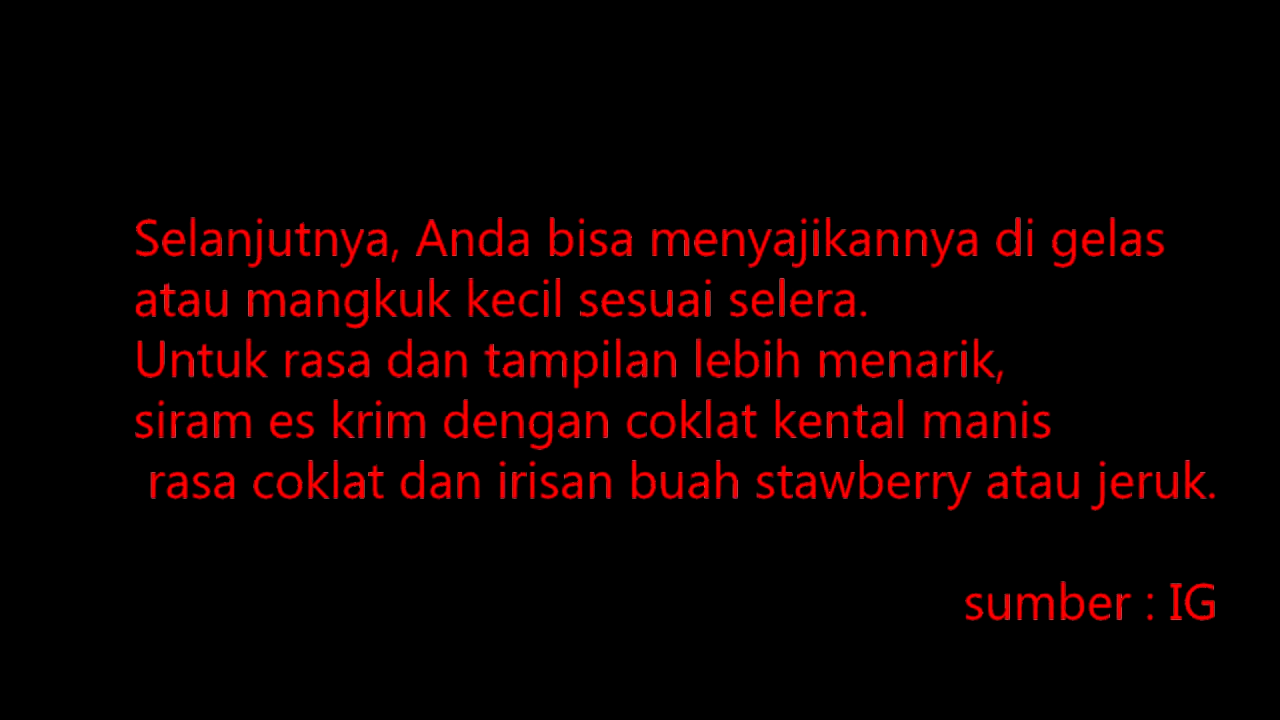 Selanjutnya, Anda bisa menyajikannya di gelas
atau mangkuk kecil sesuai selera.
Untuk rasa dan tampilan lebih menarik,
siram es krim dengan coklat kental manis
rasa coklat dan irisan buah stawberry atau jeruk.
sumber : IG